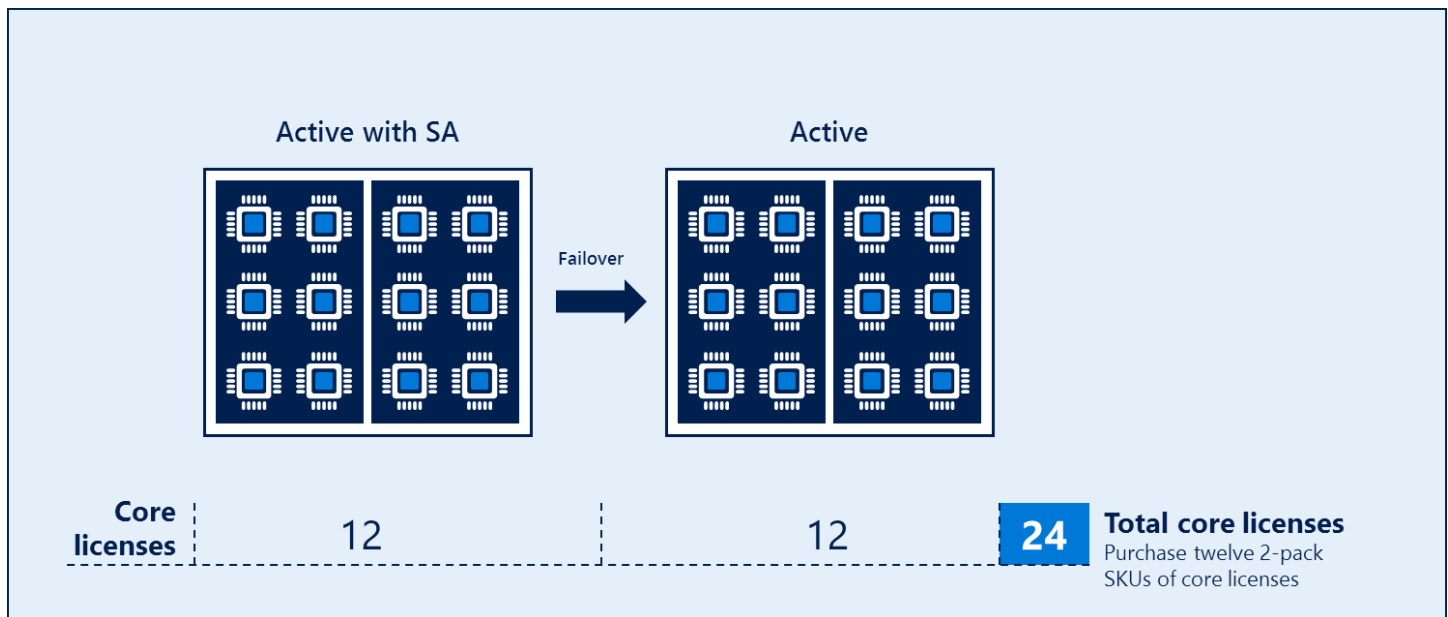 Active with SA
Active
Failover
Core
licenses
12
12
24
Total core licenses
Purchase twelve 2-pack
SKUs of core licenses